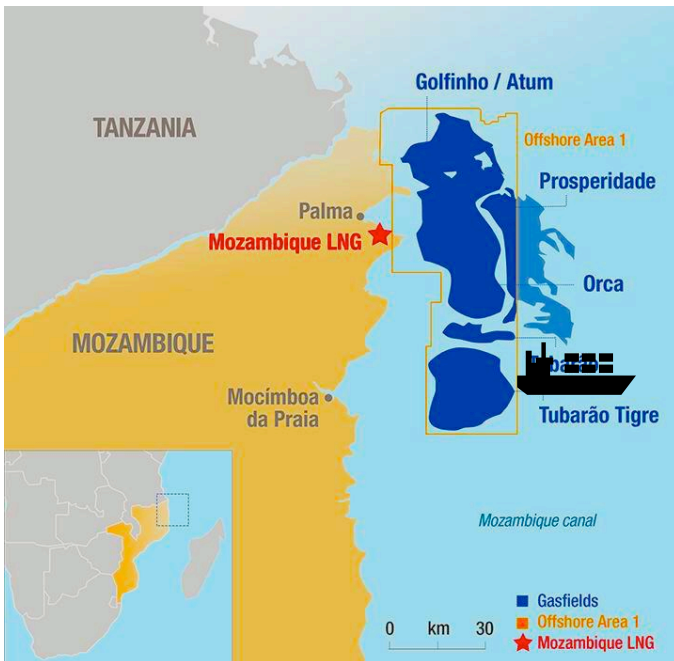 Golfinho / Atum
TANZANIA
Offshore Area 1
Prosperidade
Palma
Mozambique LNG
Orca
MOZAMBIQUE
Mocímboa
da Praia
Tubarão Tigre
Mozambique canal
Gasfields
Offshore Area 1
Mozambique LNG
0 km 30